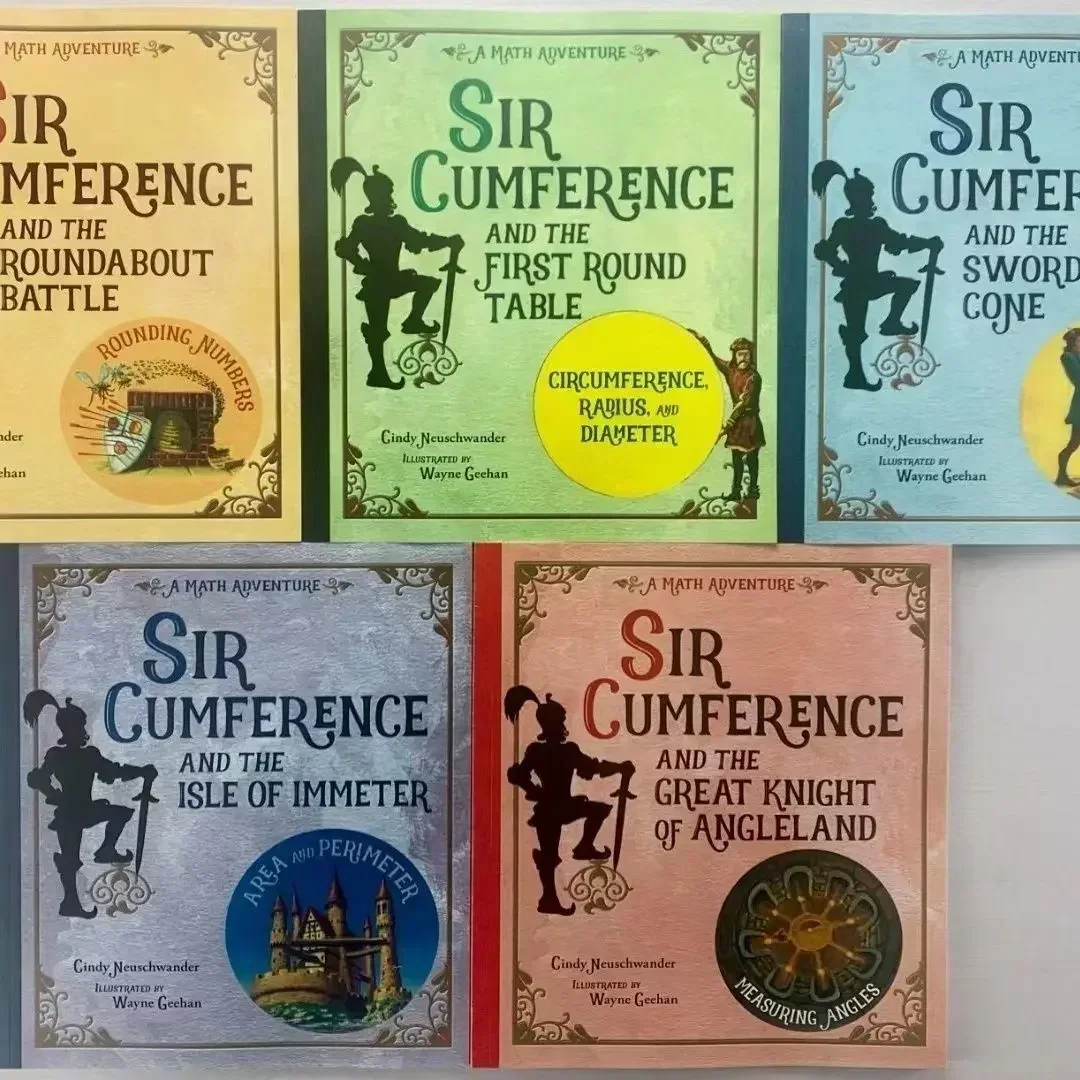 MATH ADVENTURE
SIR
MFERENCE
AND THE
ROUNDABOUT
BATTLE
ROUNDING NUMBERS
nder
ehan
A MATH ADVENTURE
SIR
CUMFERENCE
AND THE
FIRST ROUND
TABLE
CIRCUMFERENCE,
RADIUS, AND
DIAMETER
Cindy Neuschwander
ILLUSTRATED BY
Wayne Geehan
A MATH ADVENTU
SIR
CUMFER
AND THE
SWORD
CONE
Cindy Neuschwander
ILLUSTRATED BY
Wayne Geehan
A MATH ADVENTURE
SIR
CUMFERENCE
AND THE
ISLE OF IMMETER
AREA AND PERIMETER
Cindy Neuschwander
ILLUSTRATED BY
Wayne Geehan
A MATH ADVENTURE
SIR
CUMFERENCE
AND THE
GREAT KNIGHT
OF ANGLELAND
Cindy Neuschwander
ILLUSTRATED BY
Wayne Geehan
MEASURING ANGLES